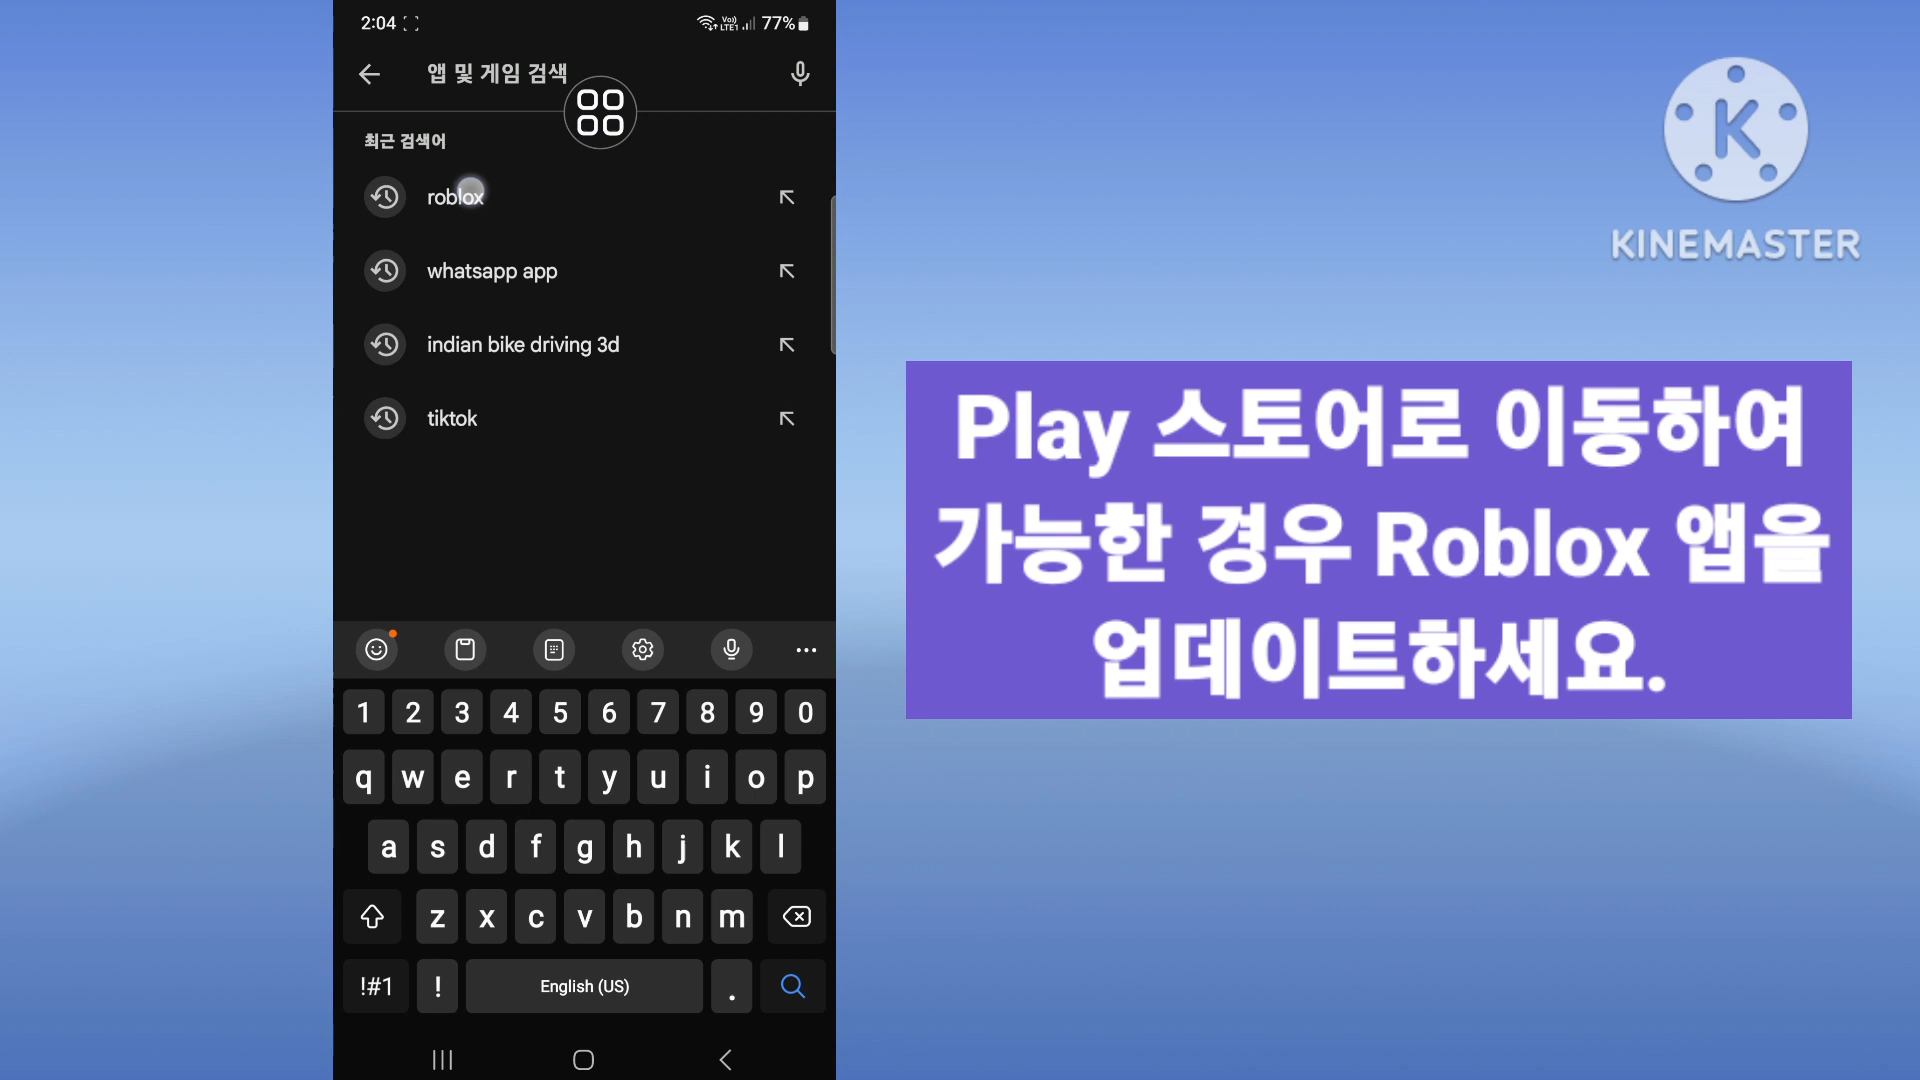 2:04
Vo)) LTE1 77%
앱 및 게임 검색
최근 검색어
roblox
whatsapp app
indian bike driving 3d
tiktok
1 2 3 4 5 6 7 8 9 0
q w e r t y u i o p
a s d f g h j k l
z x c v b n m
!#1 ! English (US) .
K
KINEMASTER
Play 스토어로 이동하여
가능한 경우 Roblox 앱을
업데이트하세요.